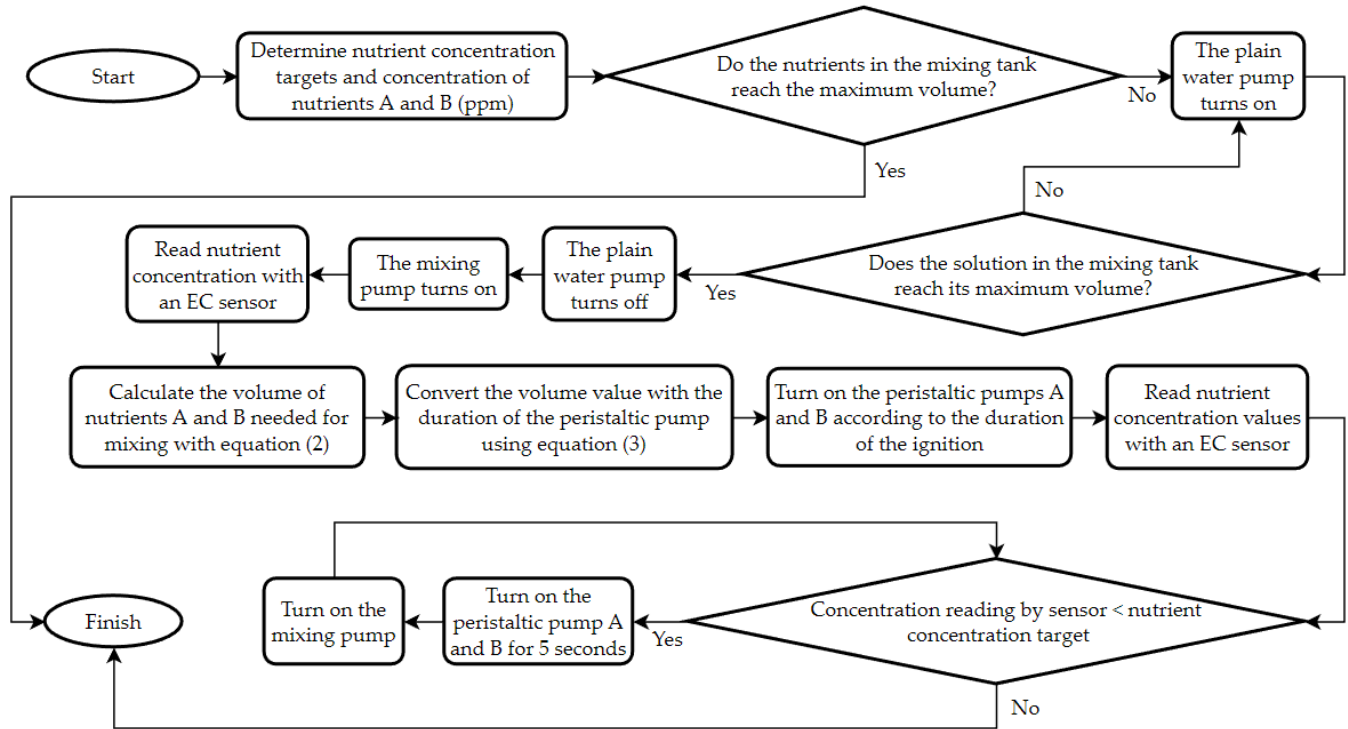 Start
Determine nutrient concentration
targets and concentration of
nutrients A and B (ppm)
Do the nutrients in the mixing tank
reach the maximum volume?
No
The plain
water pump
turns on
Yes
No
Does the solution in the mixing tank
reach its maximum volume?
Yes
The plain
water pump
turns off
The mixing
pump turns on
Read nutrient
concentration with
an EC sensor
Calculate the volume of
nutrients A and B needed for
mixing with equation (2)
Convert the volume value with the
duration of the peristaltic pump
using equation (3)
Turn on the peristaltic pumps A
and B according to the duration
of the ignition
Read nutrient
concentration values
with an EC sensor
Concentration reading by sensor < nutrient
concentration target
Yes
Turn on the
peristaltic pump A
and B for 5 seconds
Turn on the
mixing pump
No
Finish